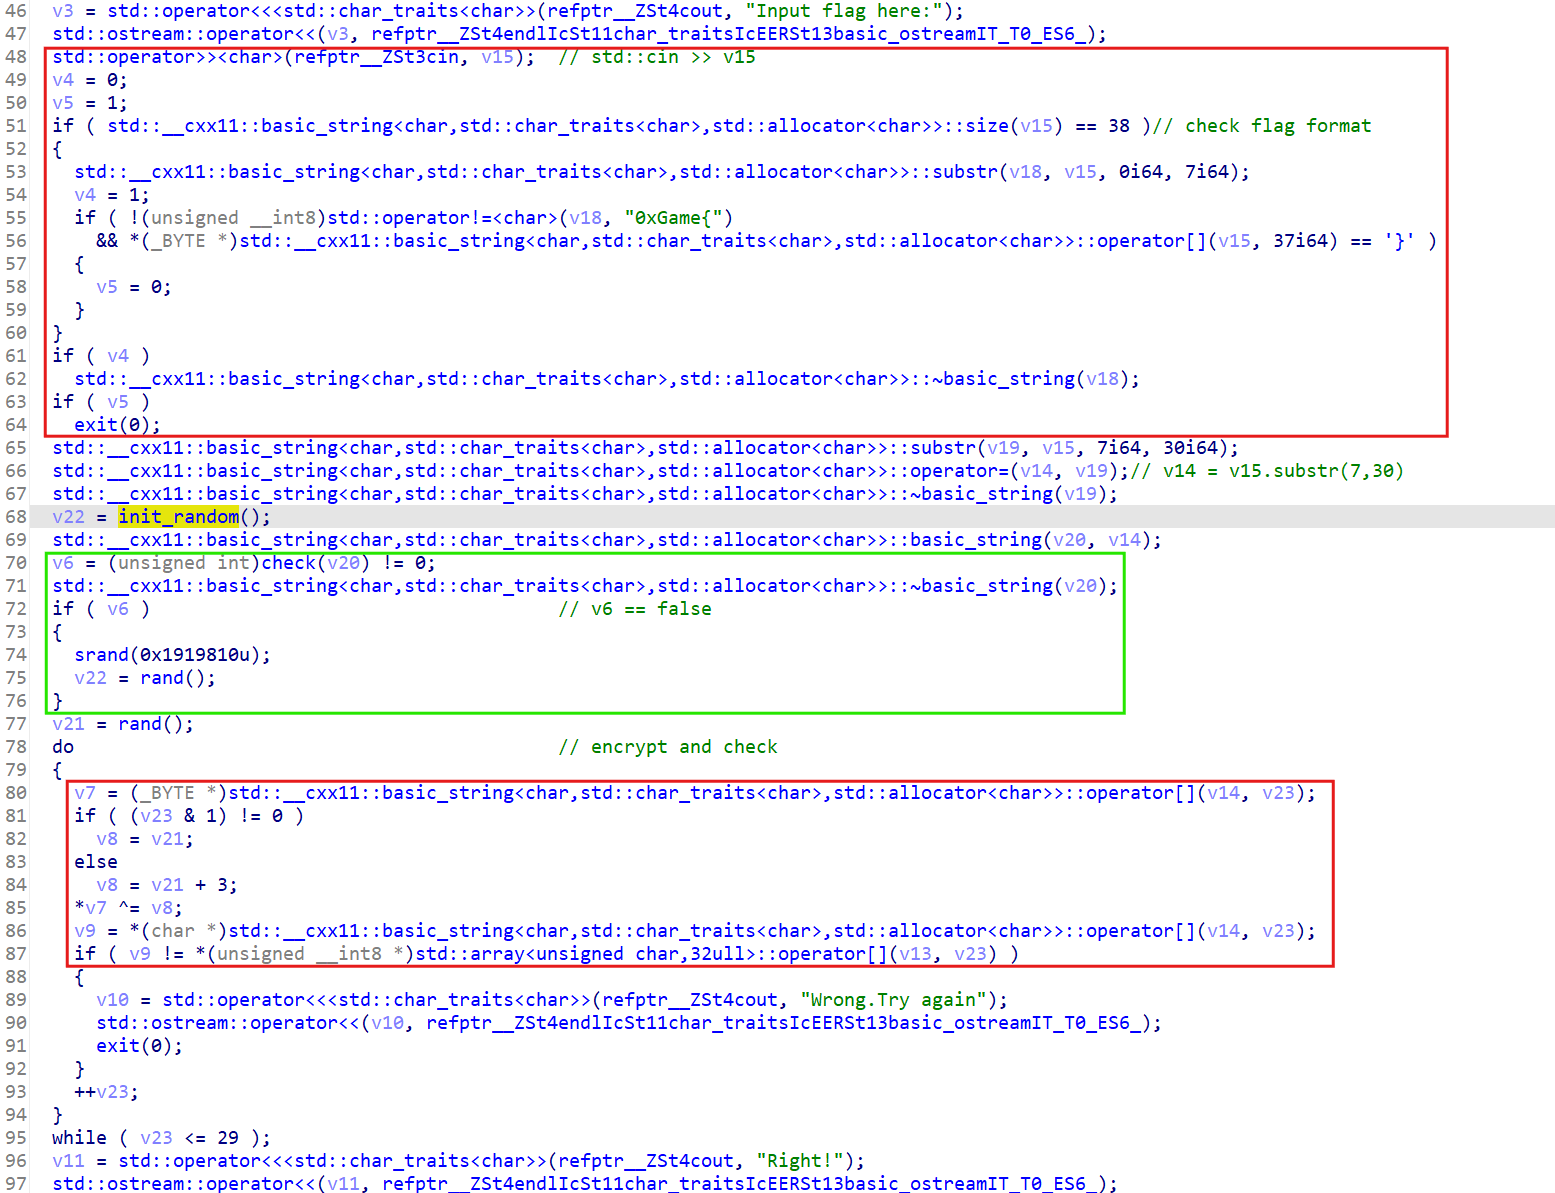 46 v3 = std::operator<<<std::char_traits<char>>(refptr__ZSt4cout, "Input flag here:");
47 std::ostream::operator<<(v3, refptr__ZSt4endlIcSt11char_traitsIcEERSt13basic_ostreamIT_T0_ES6_);
48 std::operator>><char>(refptr__ZSt3cin, v15);  // std::cin >> v15
49 v4 = 0;
50 v5 = 1;
51 if ( std::__cxx11::basic_string<char,std::char_traits<char>,std::allocator<char>>::size(v15) == 38 )// check flag format
52 {
53   std::__cxx11::basic_string<char,std::char_traits<char>,std::allocator<char>>::substr(v18, v15, 0i64, 7i64);
54   v4 = 1;
55   if ( !(unsigned __int8)std::operator!=<char>(v18, "0xGame{")
56     && *(_BYTE *)std::__cxx11::basic_string<char,std::char_traits<char>,std::allocator<char>>::operator[](v15, 37i64) == '}' )
57   {
58     v5 = 0;
59   }
60 }
61 if ( v4 )
62   std::__cxx11::basic_string<char,std::char_traits<char>,std::allocator<char>>::~basic_string(v18);
63 if ( v5 )
64   exit(0);
65 std::__cxx11::basic_string<char,std::char_traits<char>,std::allocator<char>>::substr(v19, v15, 7i64, 30i64);
66 std::__cxx11::basic_string<char,std::char_traits<char>,std::allocator<char>>::operator=(v14, v19);// v14 = v15.substr(7,30)
67 std::__cxx11::basic_string<char,std::char_traits<char>,std::allocator<char>>::~basic_string(v19);
68 v22 = init_random();
69 std::__cxx11::basic_string<char,std::char_traits<char>,std::allocator<char>>::basic_string(v20, v14);
70 v6 = (unsigned int)check(v20) != 0;
71 std::__cxx11::basic_string<char,std::char_traits<char>,std::allocator<char>>::~basic_string(v20);
72 if ( v6 )                                     // v6 == false
73 {
74   srand(0x1919810u);
75   v22 = rand();
76 }
77 v21 = rand();
78 do                                            // encrypt and check
79 {
80   v7 = (_BYTE *)std::__cxx11::basic_string<char,std::char_traits<char>,std::allocator<char>>::operator[](v14, v23);
81   if ( (v23 & 1) != 0 )
82     v8 = v21;
83   else
84     v8 = v21 + 3;
85   *v7 ^= v8;
86   v9 = *(char *)std::__cxx11::basic_string<char,std::char_traits<char>,std::allocator<char>>::operator[](v14, v23);
87   if ( v9 != *(unsigned __int8 *)std::array<unsigned char,32ull>::operator[](v13, v23) )
88   {
89     v10 = std::operator<<<std::char_traits<char>>(refptr__ZSt4cout, "Wrong.Try again");
90     std::ostream::operator<<(v10, refptr__ZSt4endlIcSt11char_traitsIcEERSt13basic_ostreamIT_T0_ES6_);
91     exit(0);
92   }
93   ++v23;
94 }
95 while ( v23 <= 29 );
96 v11 = std::operator<<<std::char_traits<char>>(refptr__ZSt4cout, "Right!");
97 std::ostream::operator<<(v11, refptr__ZSt4endlIcSt11char_traitsIcEERSt13basic_ostreamIT_T0_ES6_);